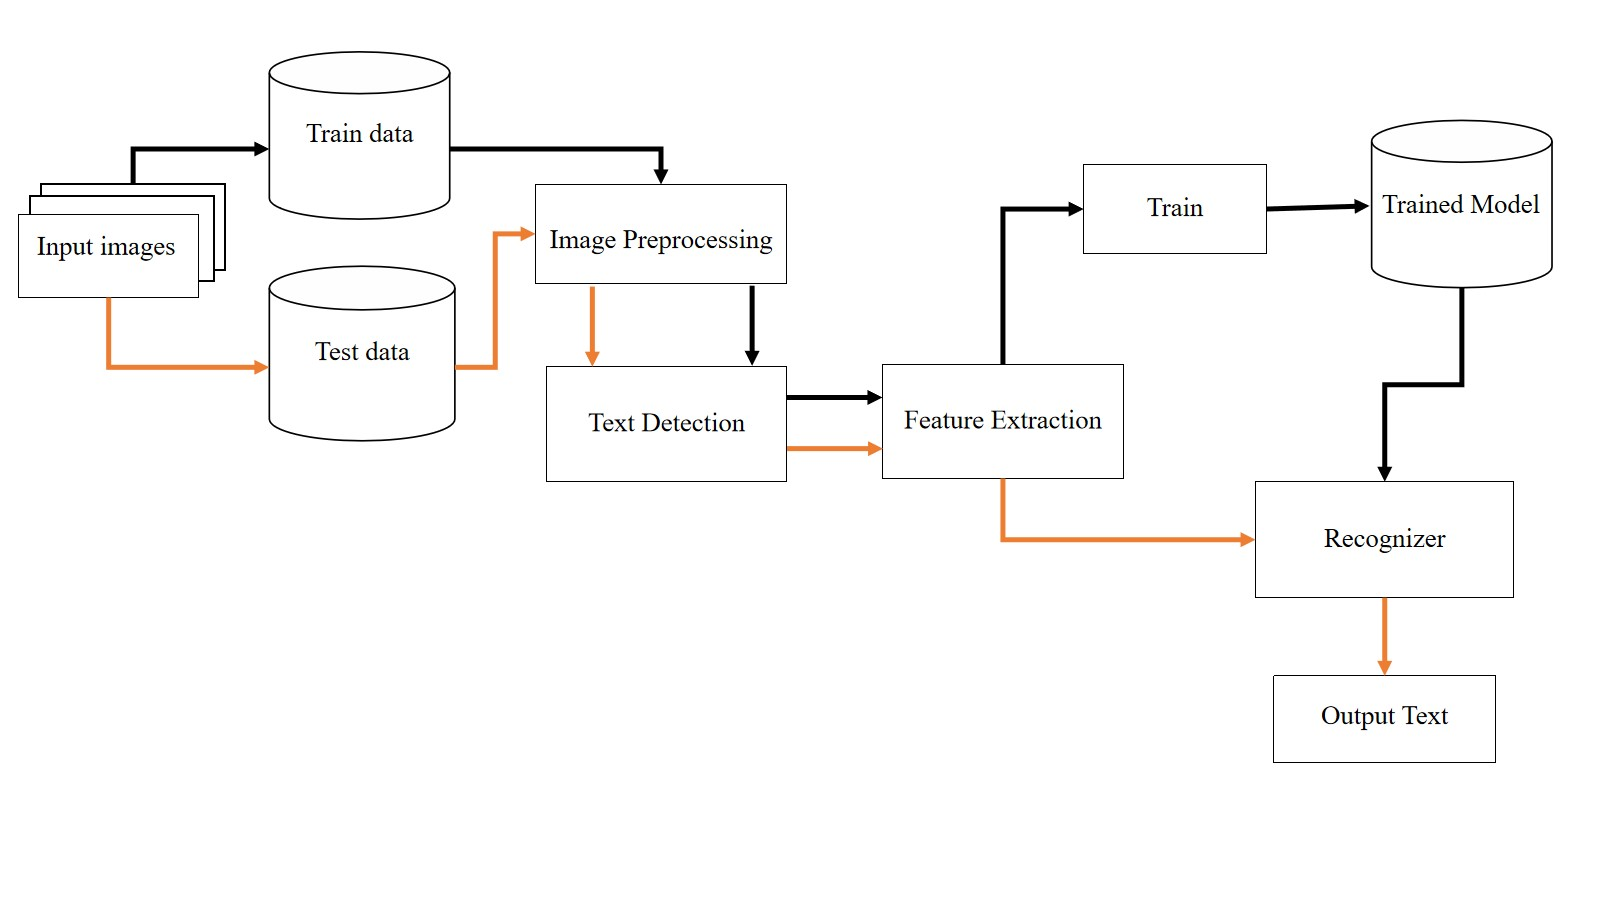 Train data
Input images
Test data
Image Preprocessing
Text Detection
Feature Extraction
Train
Trained Model
Recognizer
Output Text